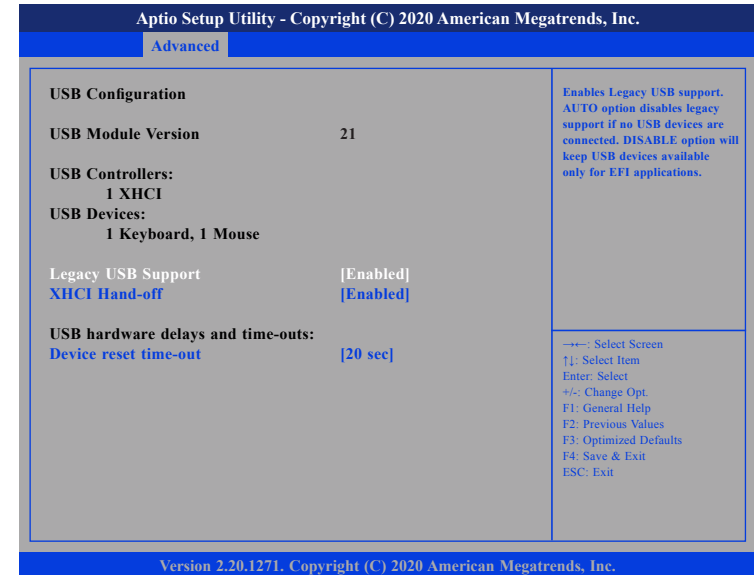 Aptio Setup Utility - Copyright (C) 2020 American Megatrends, Inc.
Advanced
USB Configuration
USB Module Version 21
USB Controllers:
1 XHCI
USB Devices:
1 Keyboard, 1 Mouse
Legacy USB Support [Enabled]
XHCI Hand-off [Enabled]
USB hardware delays and time-outs:
Device reset time-out [20 sec]
Enables Legacy USB support.
AUTO option disables legacy
support if no USB devices are
connected. DISABLE option will
keep USB devices available
only for EFI applications.
→←: Select Screen
↑↓: Select Item
Enter: Select
+/-: Change Opt.
F1: General Help
F2: Previous Values
F3: Optimized Defaults
F4: Save & Exit
ESC: Exit
Version 2.20.1271. Copyright (C) 2020 American Megatrends, Inc.